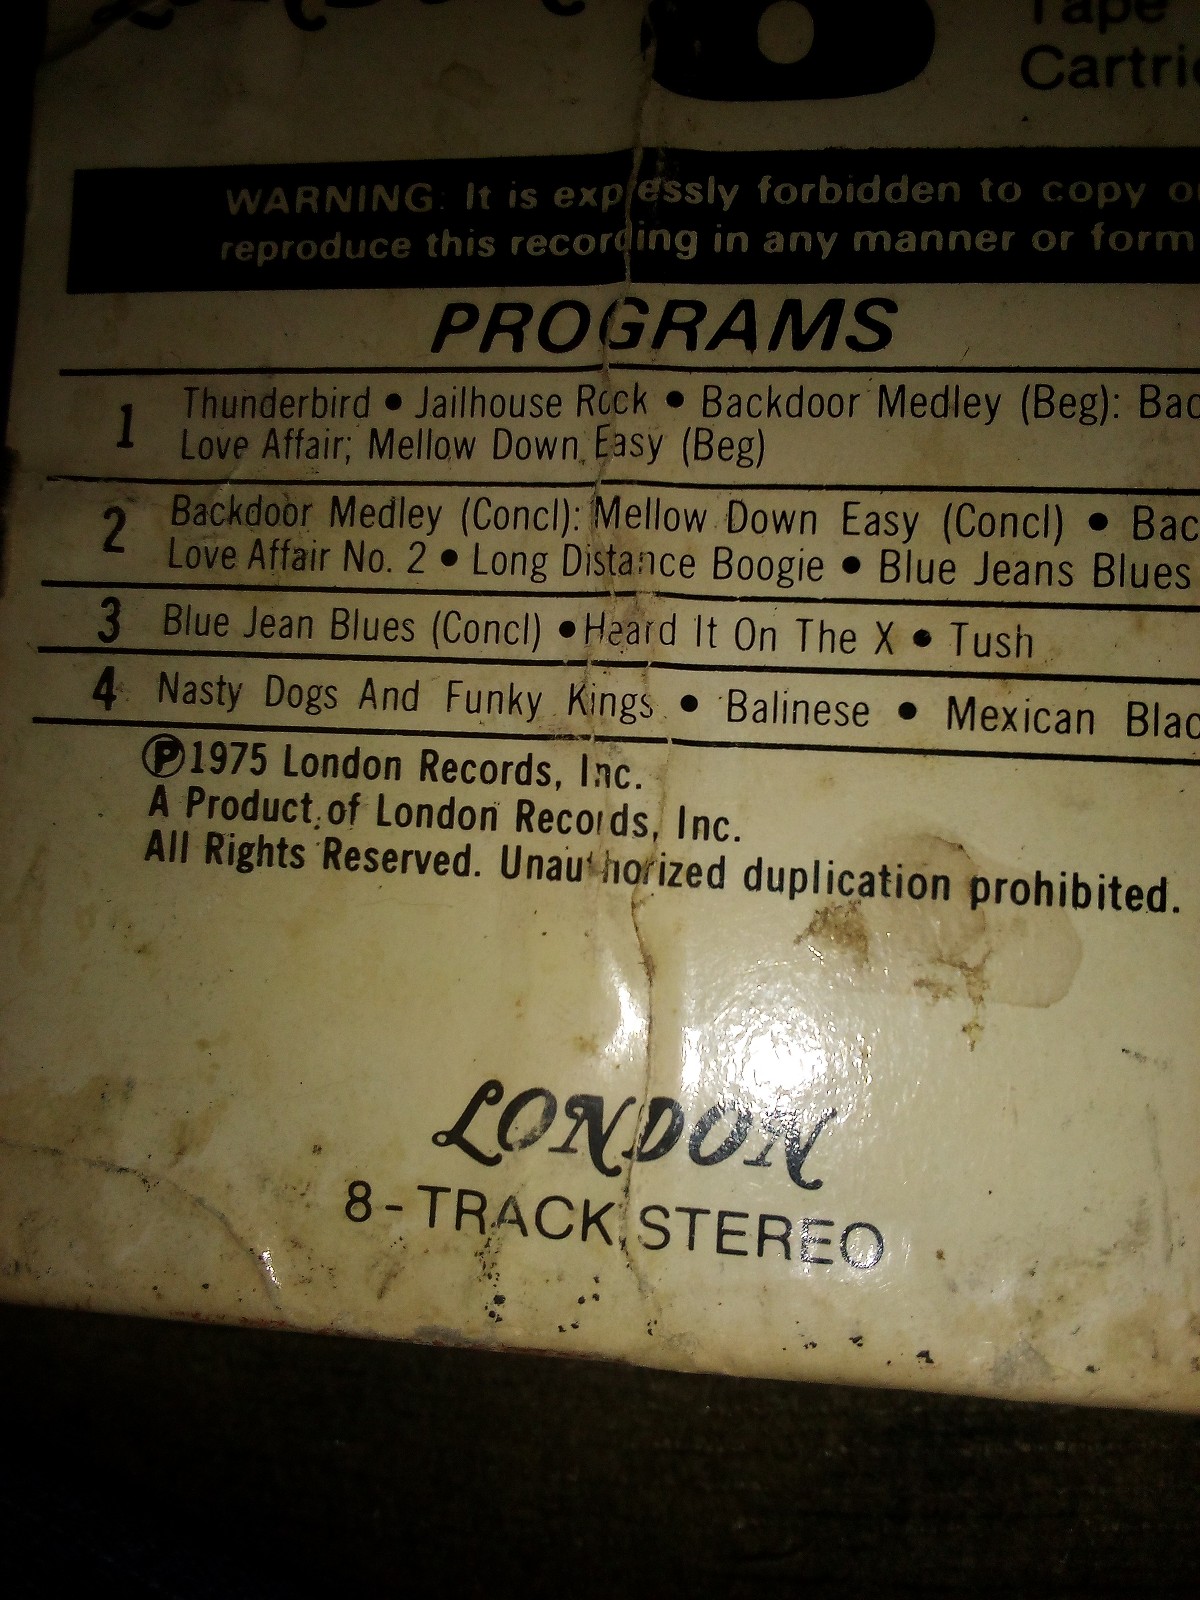 LONDON 8 Tape
Cartri
WARNING: It is expressly forbidden to copy o
reproduce this recording in any manner or form
PROGRAMS
1 Thunderbird • Jailhouse Rock • Backdoor Medley (Beg): Bac
Love Affair; Mellow Down Easy (Beg)
2 Backdoor Medley (Concl): Mellow Down Easy (Concl) • Bac
Love Affair No. 2 • Long Distance Boogie • Blue Jeans Blues
3 Blue Jean Blues (Concl) • Heard It On The X • Tush
4 Nasty Dogs And Funky Kings • Balinese • Mexican Blac
Ⓟ1975 London Records, Inc.
A Product of London Records, Inc.
All Rights Reserved. Unauthorized duplication prohibited.
LONDON
8-TRACK STEREO